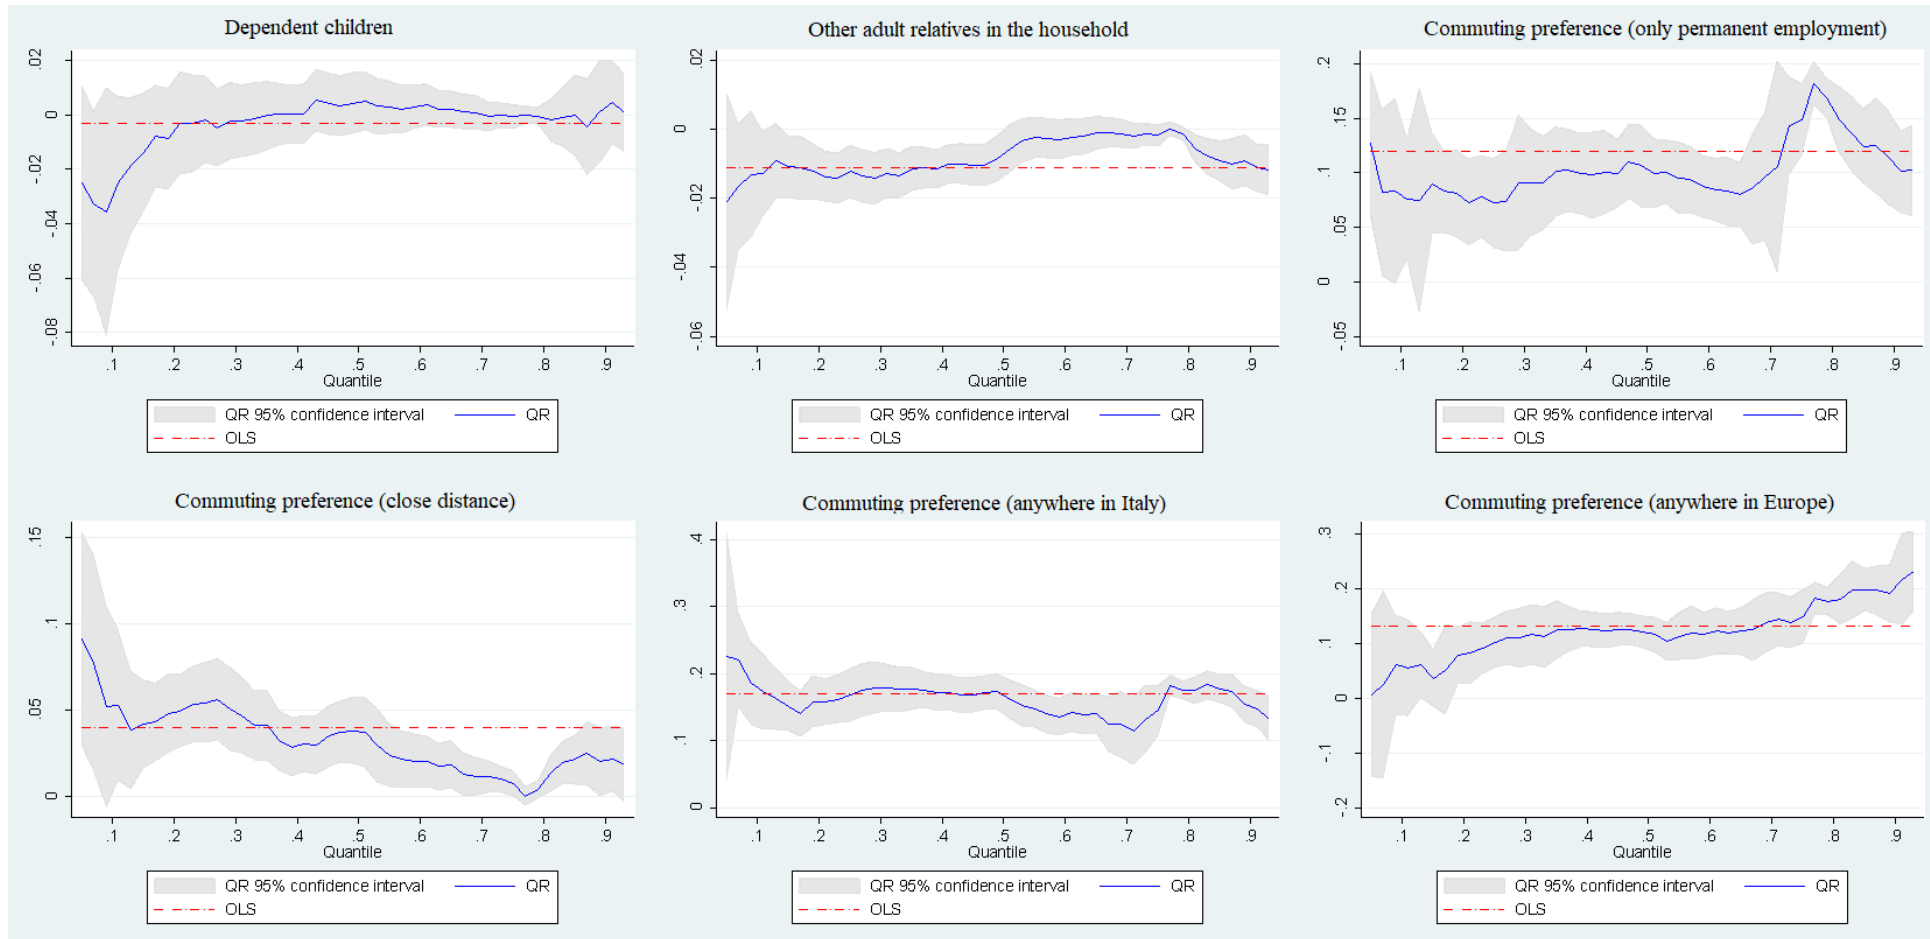 Dependent children
.02
0
-.02
-.04
-.06
-.08
.1 .2 .3 .4 .5 .6 .7 .8 .9
Quantile
QR 95% confidence interval QR
OLS
Other adult relatives in the household
.02
0
-.02
-.04
-.06
.1 .2 .3 .4 .5 .6 .7 .8 .9
Quantile
QR 95% confidence interval QR
OLS
Commuting preference (only permanent employment)
.2
.15
.1
.05
0
-.05
.1 .2 .3 .4 .5 .6 .7 .8 .9
Quantile
QR 95% confidence interval QR
OLS
Commuting preference (close distance)
.15
.1
.05
0
.1 .2 .3 .4 .5 .6 .7 .8 .9
Quantile
QR 95% confidence interval QR
OLS
Commuting preference (anywhere in Italy)
.4
.3
.2
.1
0
.1 .2 .3 .4 .5 .6 .7 .8 .9
Quantile
QR 95% confidence interval QR
OLS
Commuting preference (anywhere in Europe)
.3
.2
.1
0
-.1
-.2
.1 .2 .3 .4 .5 .6 .7 .8 .9
Quantile
QR 95% confidence interval QR
OLS